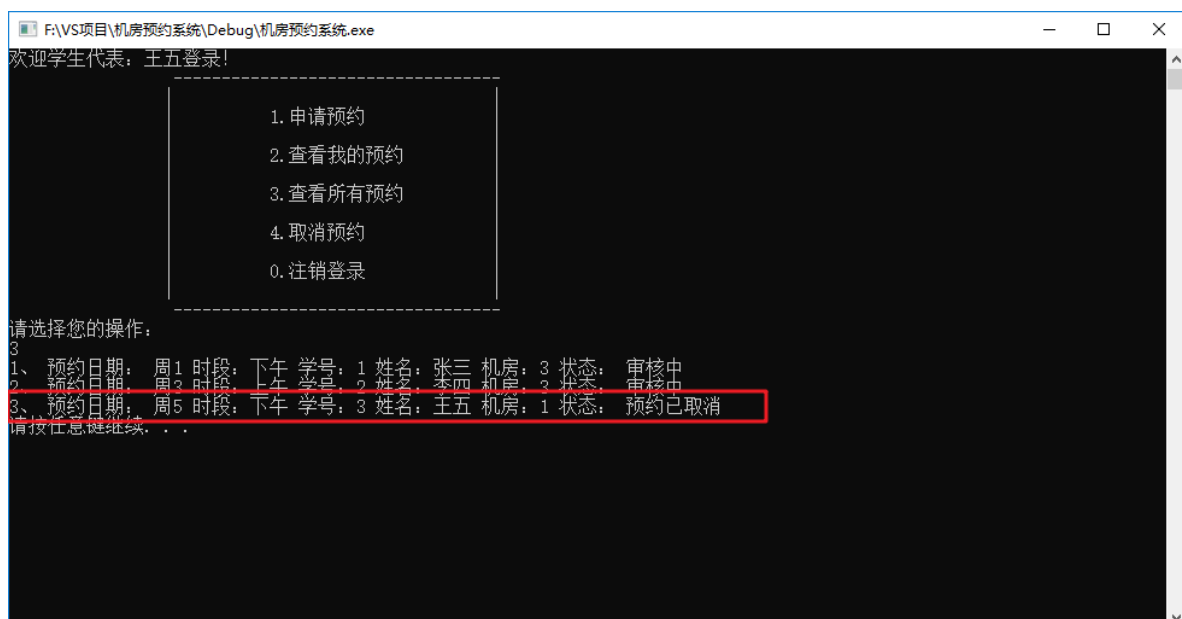 F:\VS项目\机房预约系统\Debug\机房预约系统.exe
欢迎学生代表：王五登录！
1.申请预约
2.查看我的预约
3.查看所有预约
4.取消预约
0.注销登录
请选择您的操作：
3
1、 预约日期： 周1 时段：下午 学号：1 姓名：张三 机房：3 状态： 审核中
2、 预约日期： 周3 时段：上午 学号：2 姓名：李四 机房：3 状态： 审核中
3、 预约日期： 周5 时段：下午 学号：3 姓名：王五 机房：1 状态： 预约已取消
请按任意键继续. . .